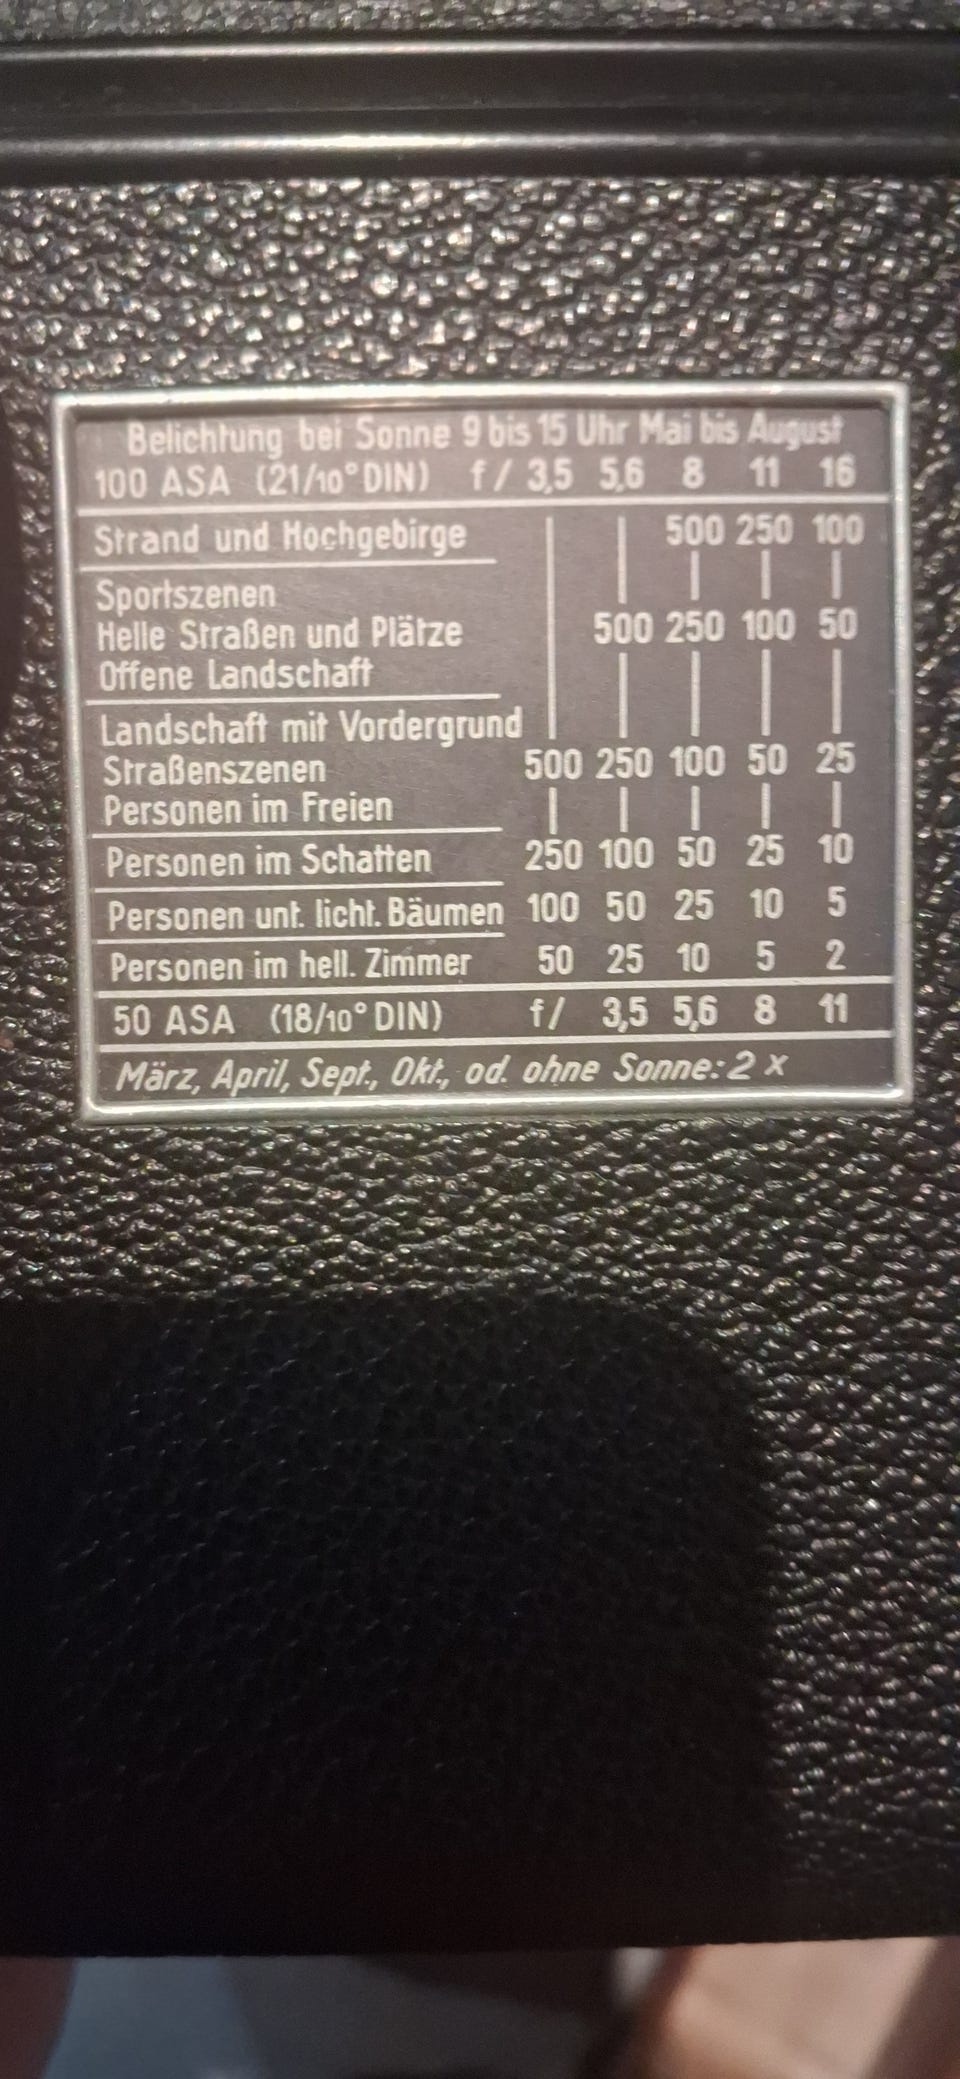 Belichtung bei Sonne 9 bis 15 Uhr Mai bis August
100 ASA (21/10° DIN) f/ 3,5 5,6 8 11 16
Strand und Hochgebirge 500 250 100
Sportszenen
Helle Straßen und Plätze 500 250 100 50
Offene Landschaft
Landschaft mit Vordergrund
Straßenszenen 500 250 100 50 25
Personen im Freien
Personen im Schatten 250 100 50 25 10
Personen unt. licht. Bäumen 100 50 25 10 5
Personen im hell. Zimmer 50 25 10 5 2
50 ASA (18/10° DIN) f/ 3,5 5,6 8 11
März, April, Sept., Okt., od. ohne Sonne: 2 x